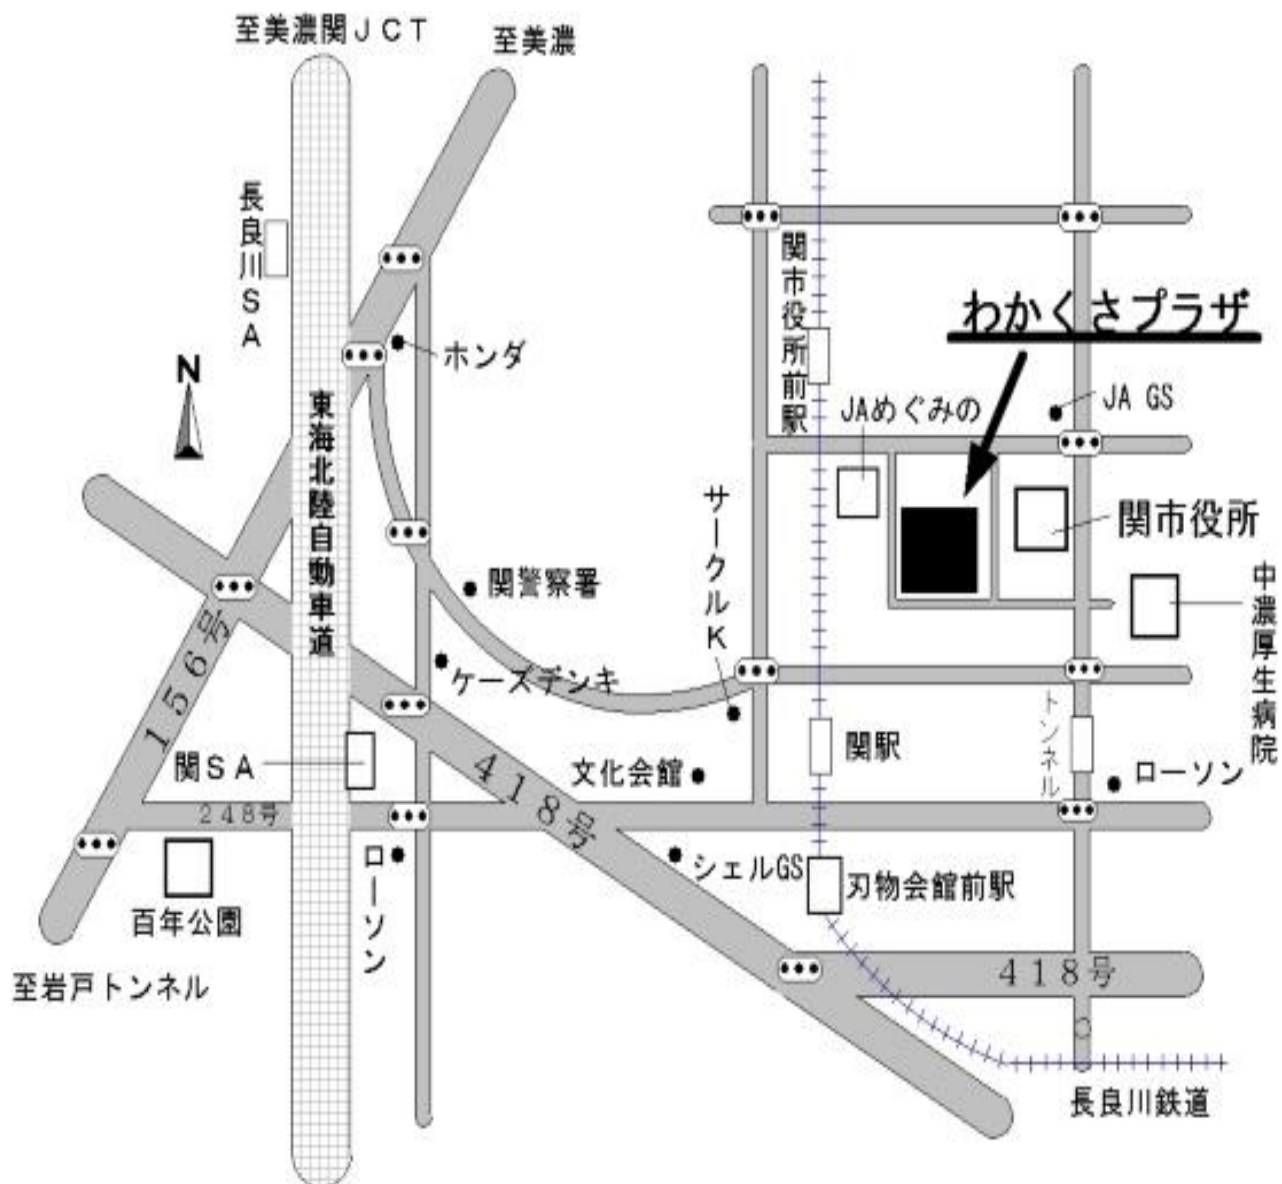 至美濃関ＪＣＴ
至美濃
長良川ＳＡ
関市役所前駅
わかくさプラザ
N
ホンダ
東海北陸自動車道
JAめぐみの
JA GS
サークルＫ
関市役所
関警察署
中濃厚生病院
１５６号
ケーズデンキ
関ＳＡ
４１８号
文化会館
関駅
トンネル
ローソン
２４８号
ローソン
シェルGS
刃物会館前駅
百年公園
至岩戸トンネル
４１８号
長良川鉄道